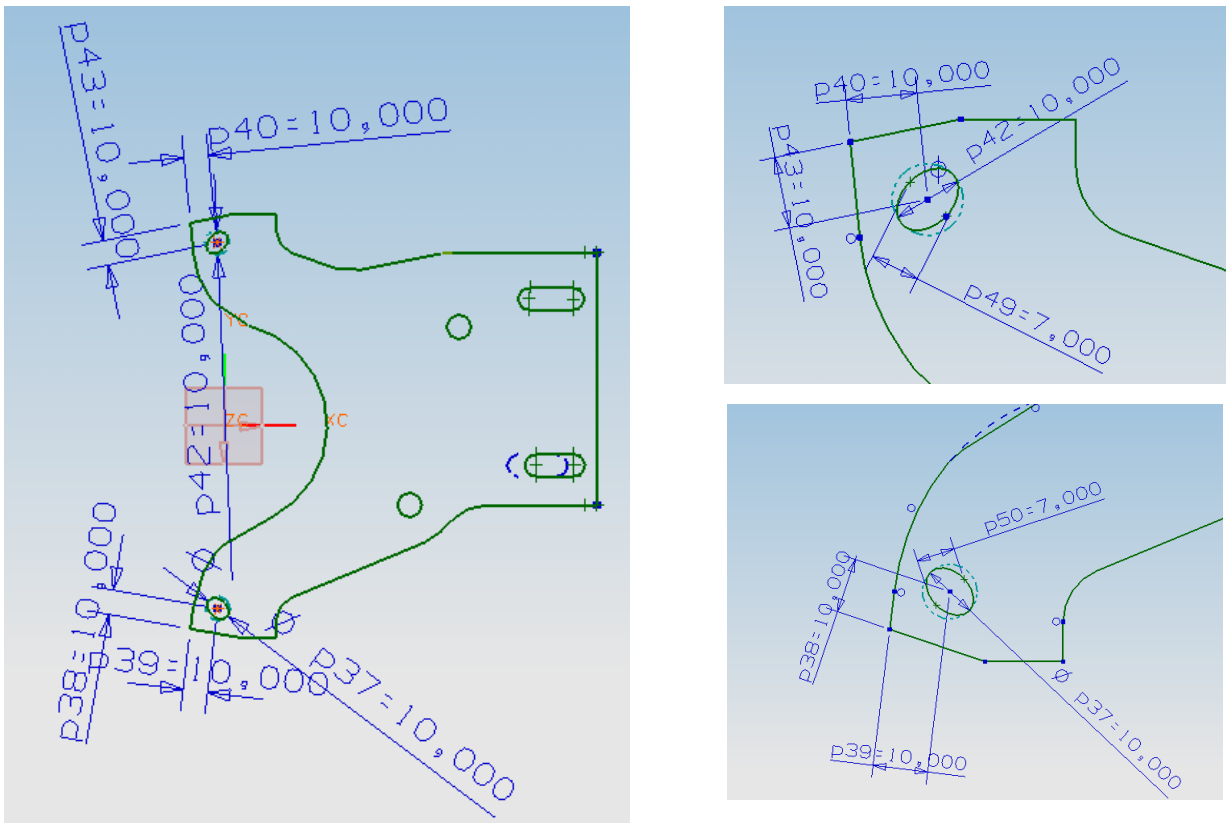 p43=10,000
p40=10,000
p42=10,000
YC
ZC
XC
p38=10,000
p39=10,000
p37=10,000
Ø
Ø
p40=10,000
p42=10,000
Ø
p43=10,000
p49=7,000
p50=7,000
p38=10,000
p39=10,000
Ø p37=10,000